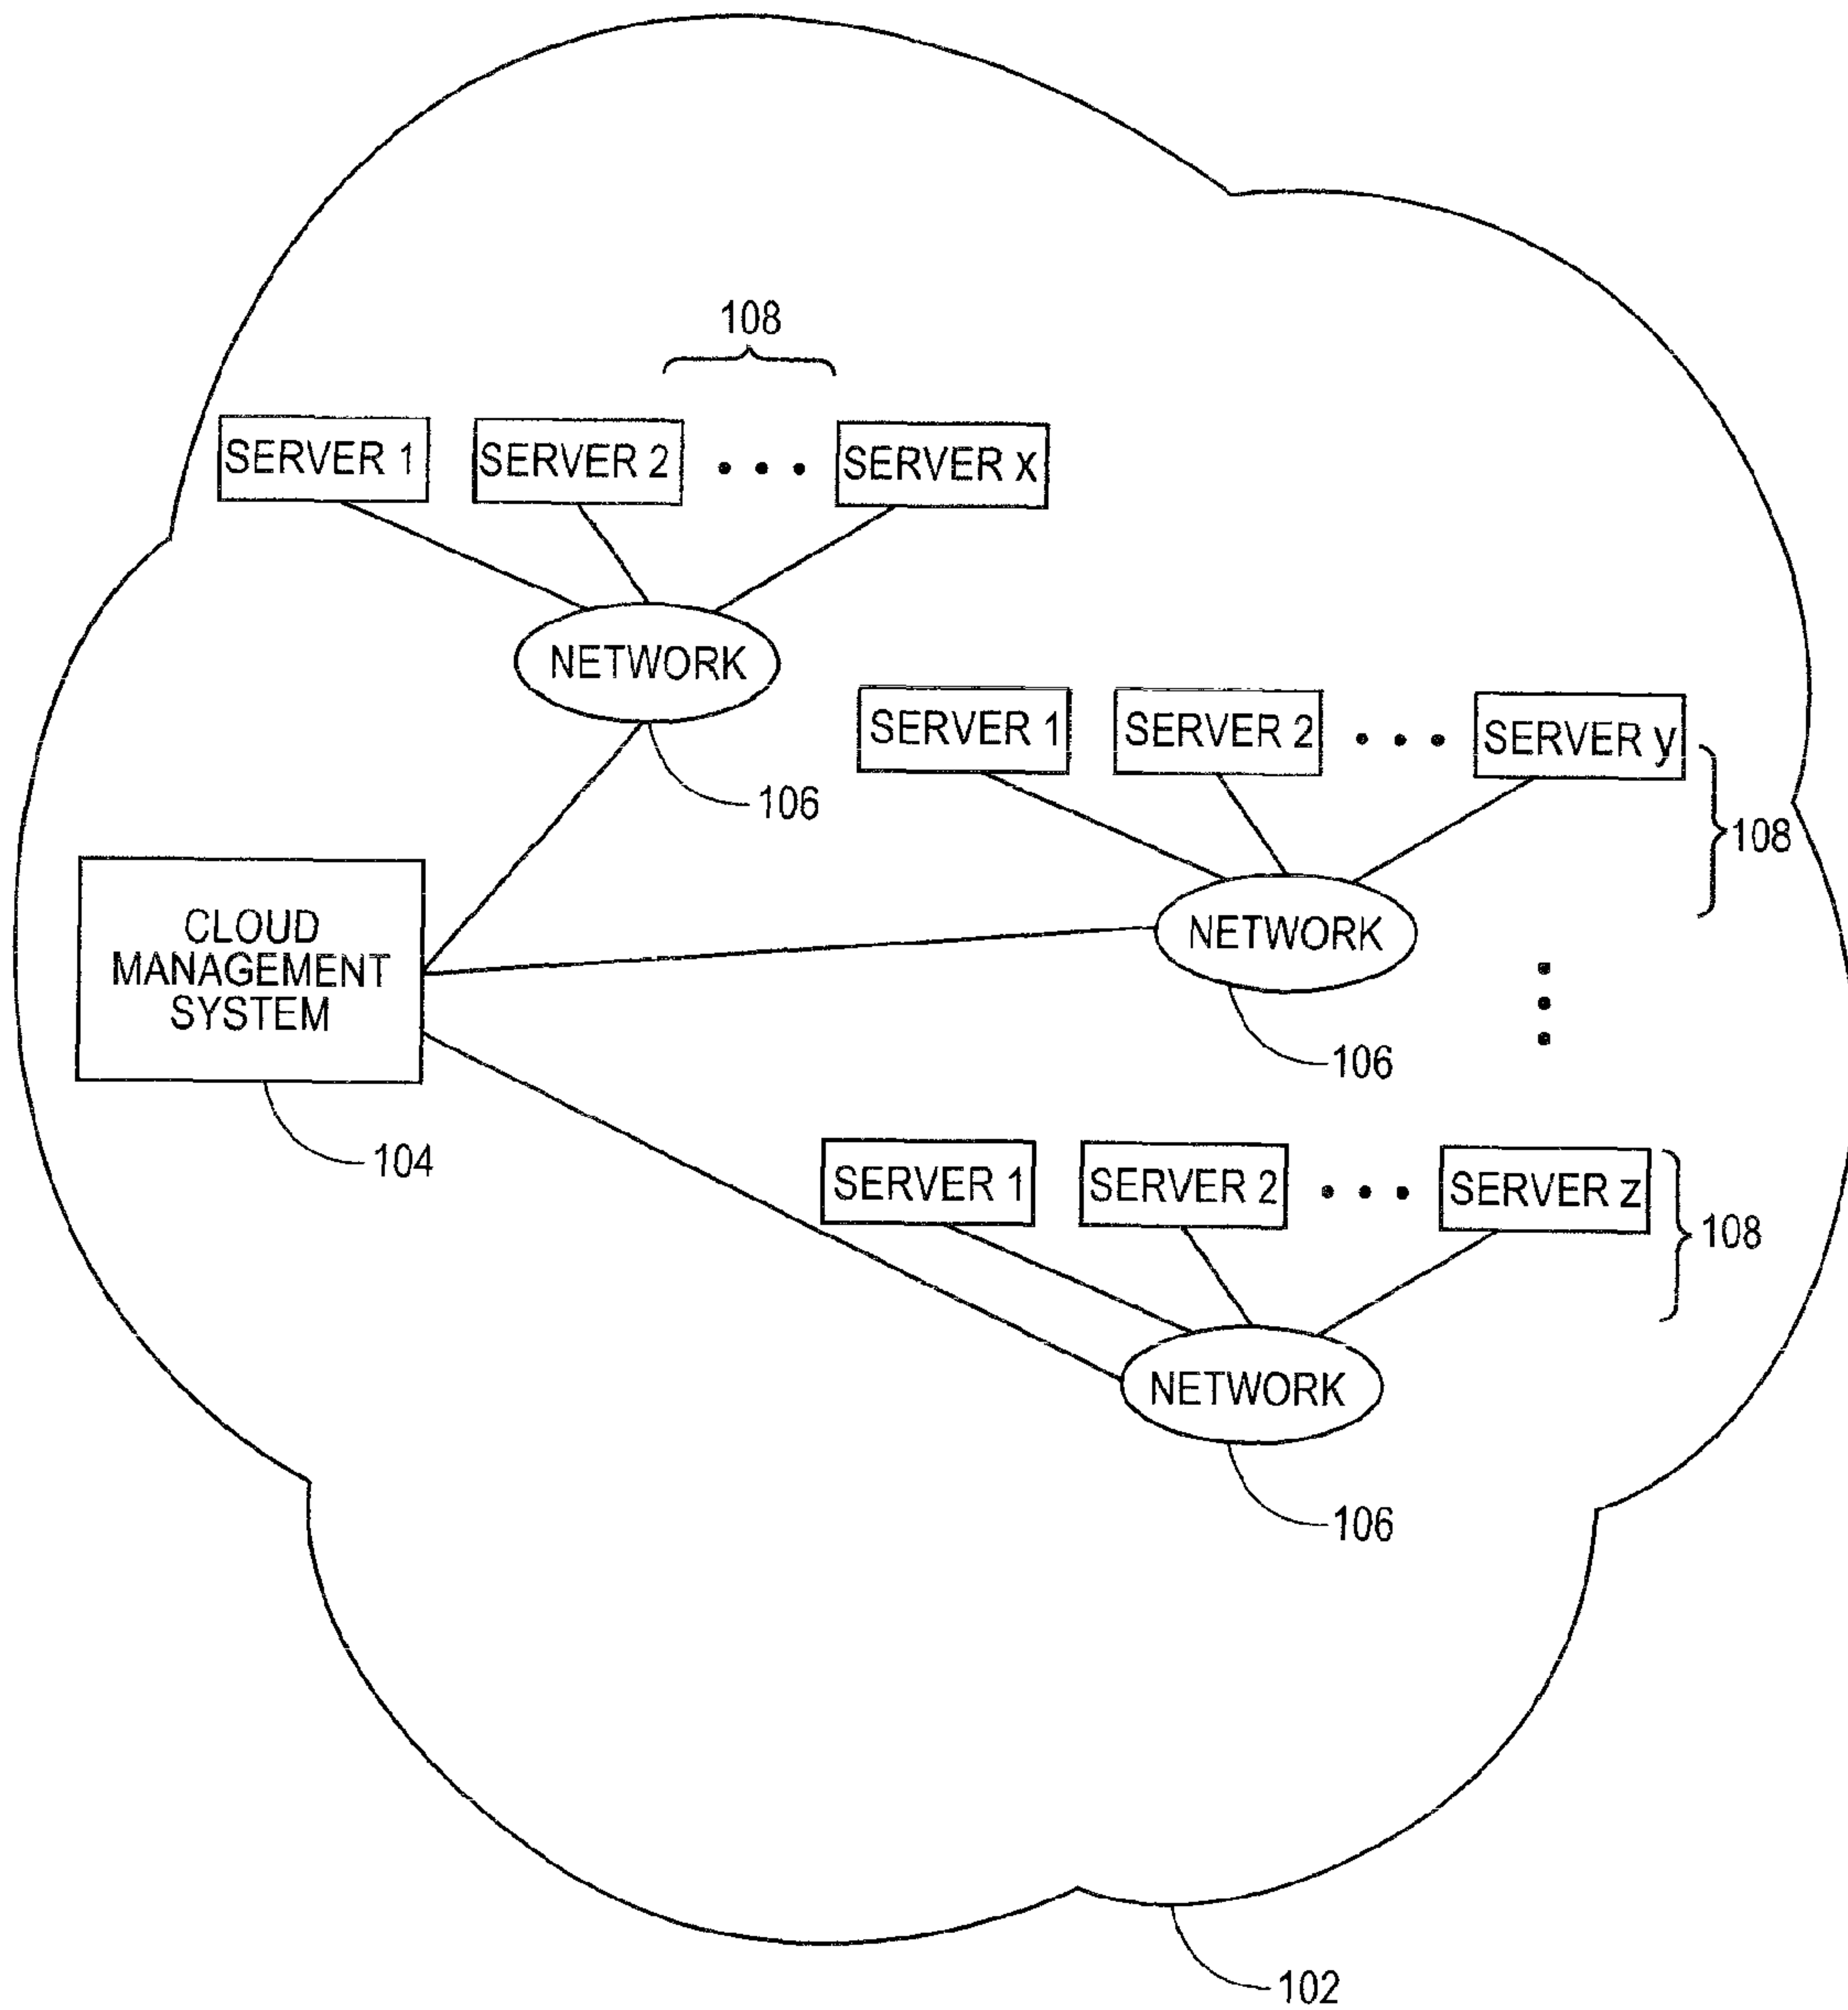 108
SERVER 1 SERVER 2 • • • SERVER x
NETWORK
106
SERVER 1 SERVER 2 • • • SERVER y
108
NETWORK
106
CLOUD
MANAGEMENT
SYSTEM
104
SERVER 1 SERVER 2 • • • SERVER z
108
NETWORK
106
102